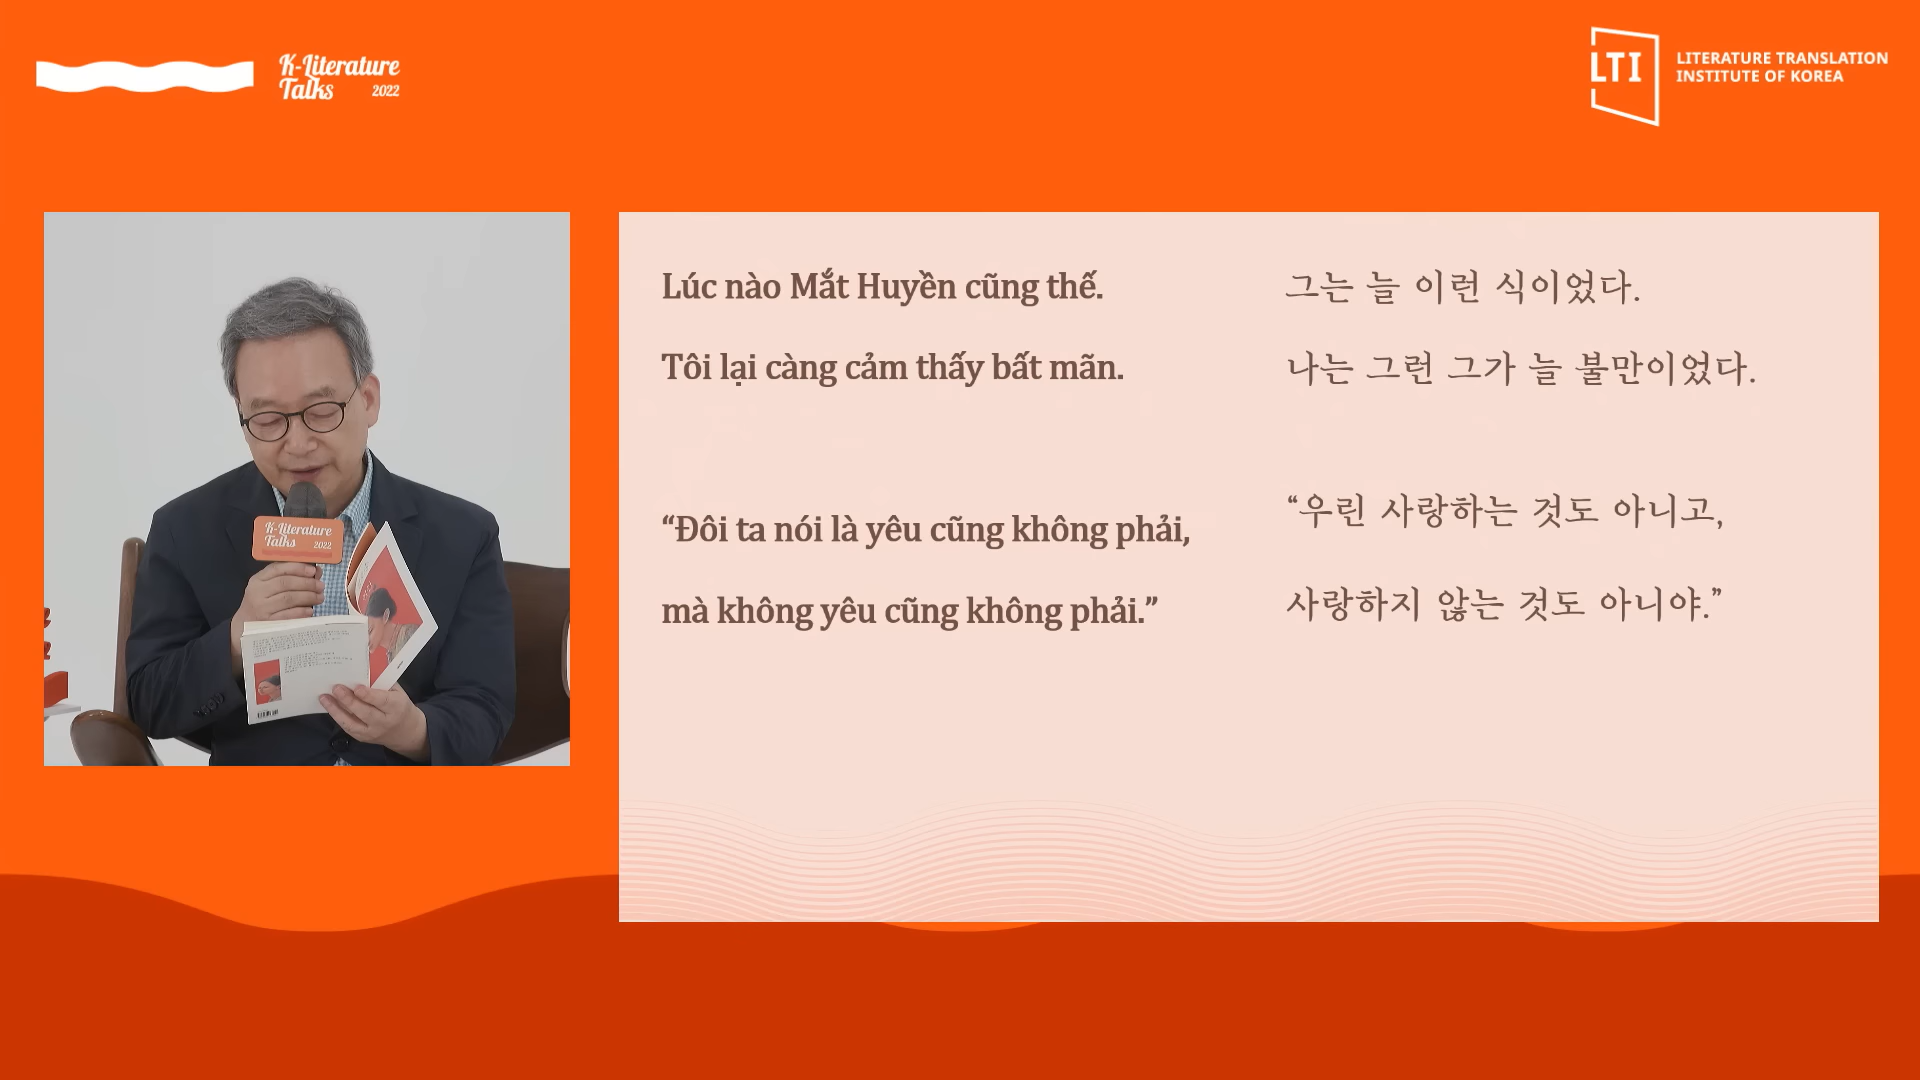 K-Literature
Talks 2022
LTI
LITERATURE TRANSLATION
INSTITUTE OF KOREA
Lúc nào Mắt Huyền cũng thế.
Tôi lại càng cảm thấy bất mãn.
“Đôi ta nói là yêu cũng không phải,
mà không yêu cũng không phải.”
그는 늘 이런 식이었다.
나는 그런 그가 늘 불만이었다.
“우린 사랑하는 것도 아니고,
사랑하지 않는 것도 아니야.”
K-Literature
Talks 2022